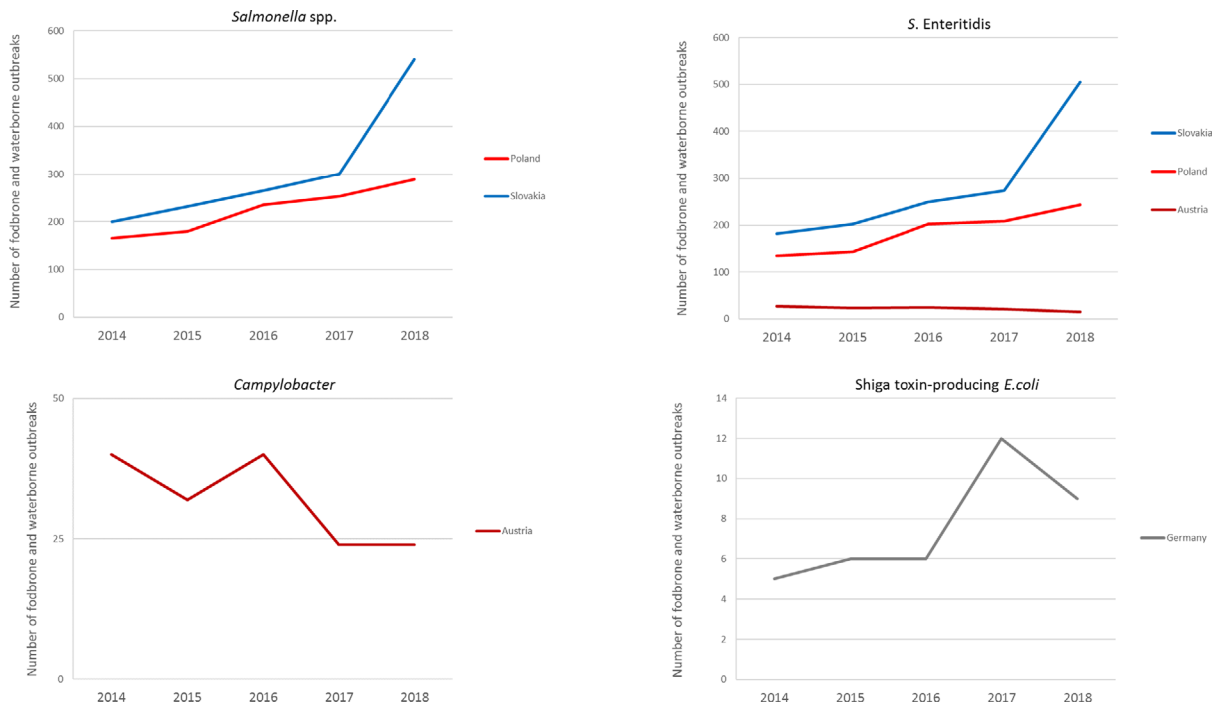 Salmonella spp.
Number of fodbrone and waterborne outbreaks
600
500
400
300
200
100
0
2014 2015 2016 2017 2018
Poland
Slovakia
S. Enteritidis
Number of fodbrone and waterborne outbreaks
600
500
400
300
200
100
0
2014 2015 2016 2017 2018
Slovakia
Poland
Austria
Campylobacter
Number of fodbrone and waterborne outbreaks
50
25
0
2014 2015 2016 2017 2018
Austria
Shiga toxin-producing E.coli
Number of fodbrone and waterborne outbreaks
14
12
10
8
6
4
2
0
2014 2015 2016 2017 2018
Germany